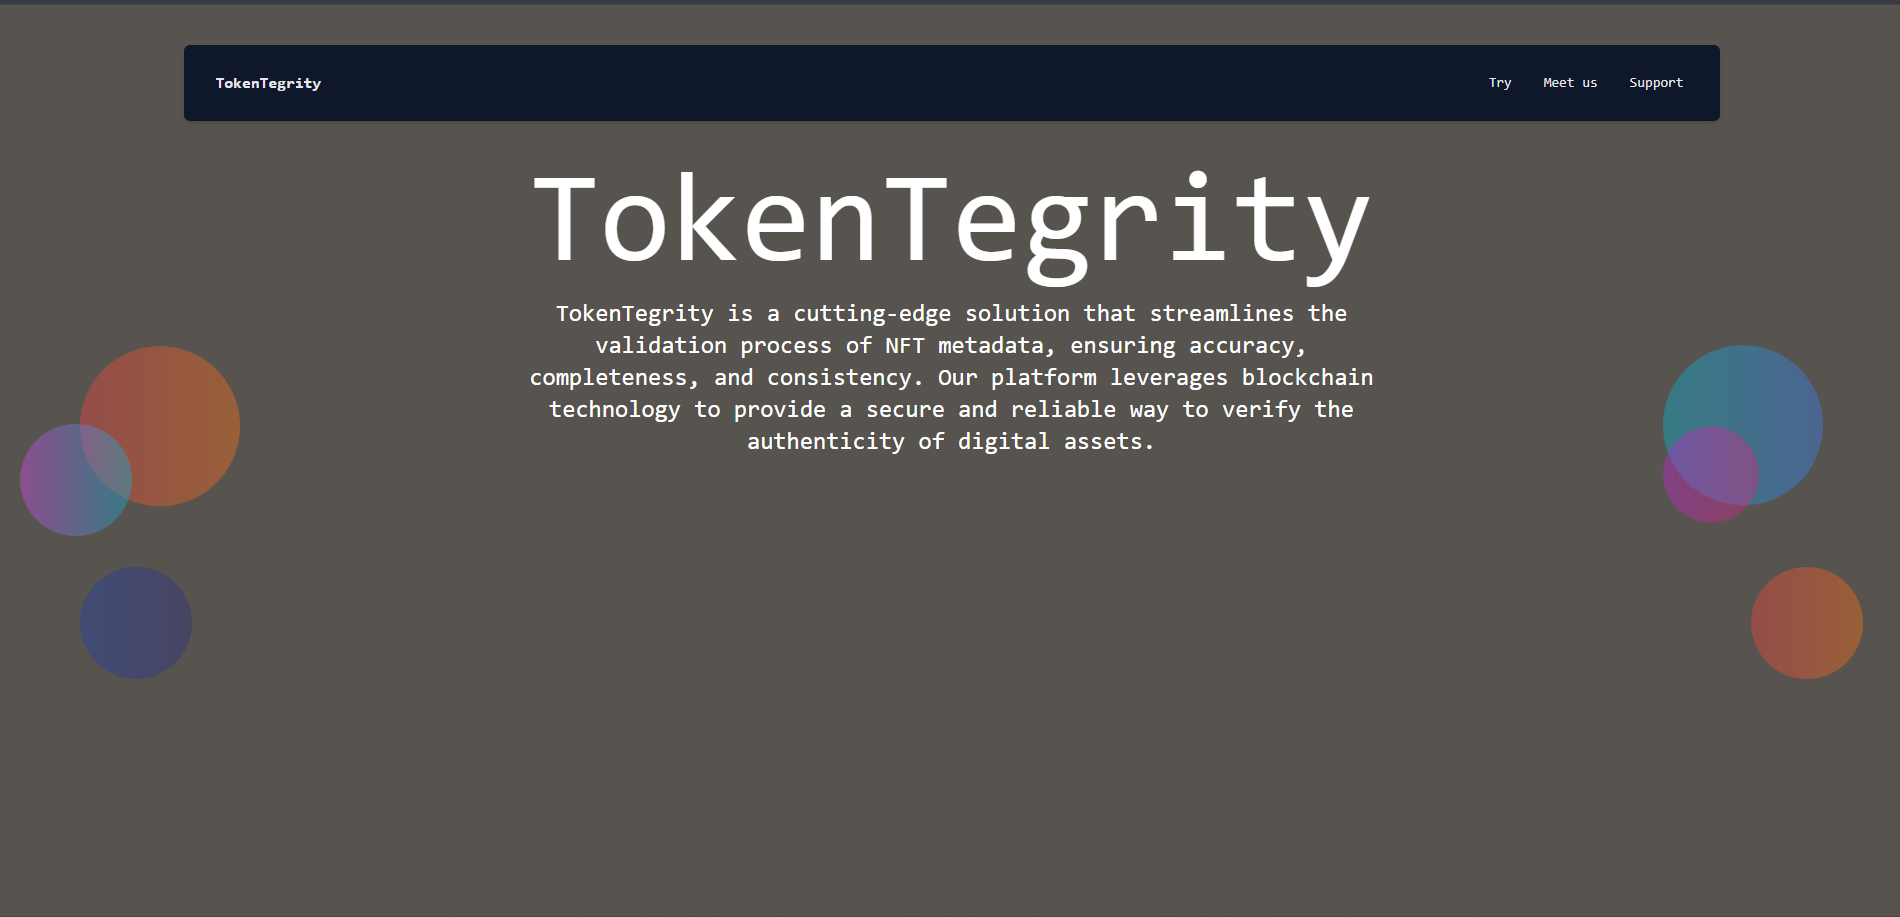 TokenTegrity
Try
Meet us
Support
TokenTegrity
TokenTegrity is a cutting-edge solution that streamlines the
validation process of NFT metadata, ensuring accuracy,
completeness, and consistency. Our platform leverages blockchain
technology to provide a secure and reliable way to verify the
authenticity of digital assets.